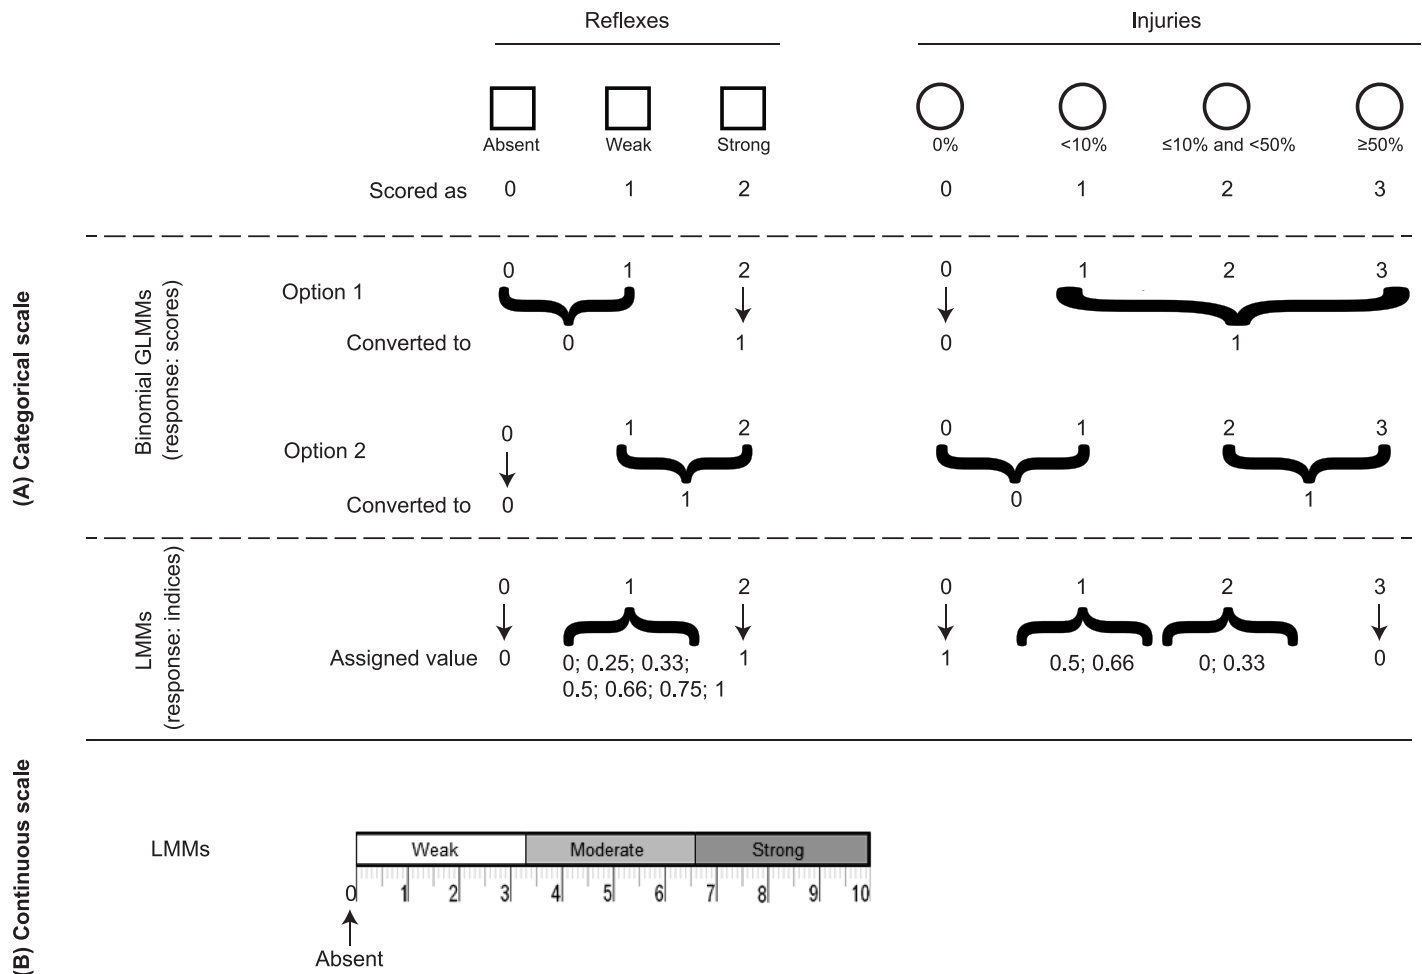 Reflexes Injuries
Absent Weak Strong 0% <10% ≤10% and <50% ≥50%
Scored as 0 1 2 0 1 2 3
(A) Categorical scale
Binomial GLMMs
(response: scores)
0 1 2 0 1 2 3
Option 1
Converted to 0 1 0 1
0 1 2 0 1 2 3
Option 2
Converted to 0 1 0 1
LMMs
(response: indices)
0 1 2 0 1 2 3
Assigned value 0 0; 0.25; 0.33; 1 1 0.5; 0.66 0; 0.33 0
0.5; 0.66; 0.75; 1
(B) Continuous scale
LMMs Weak Moderate Strong
0 1 2 3 4 5 6 7 8 9 10
Absent